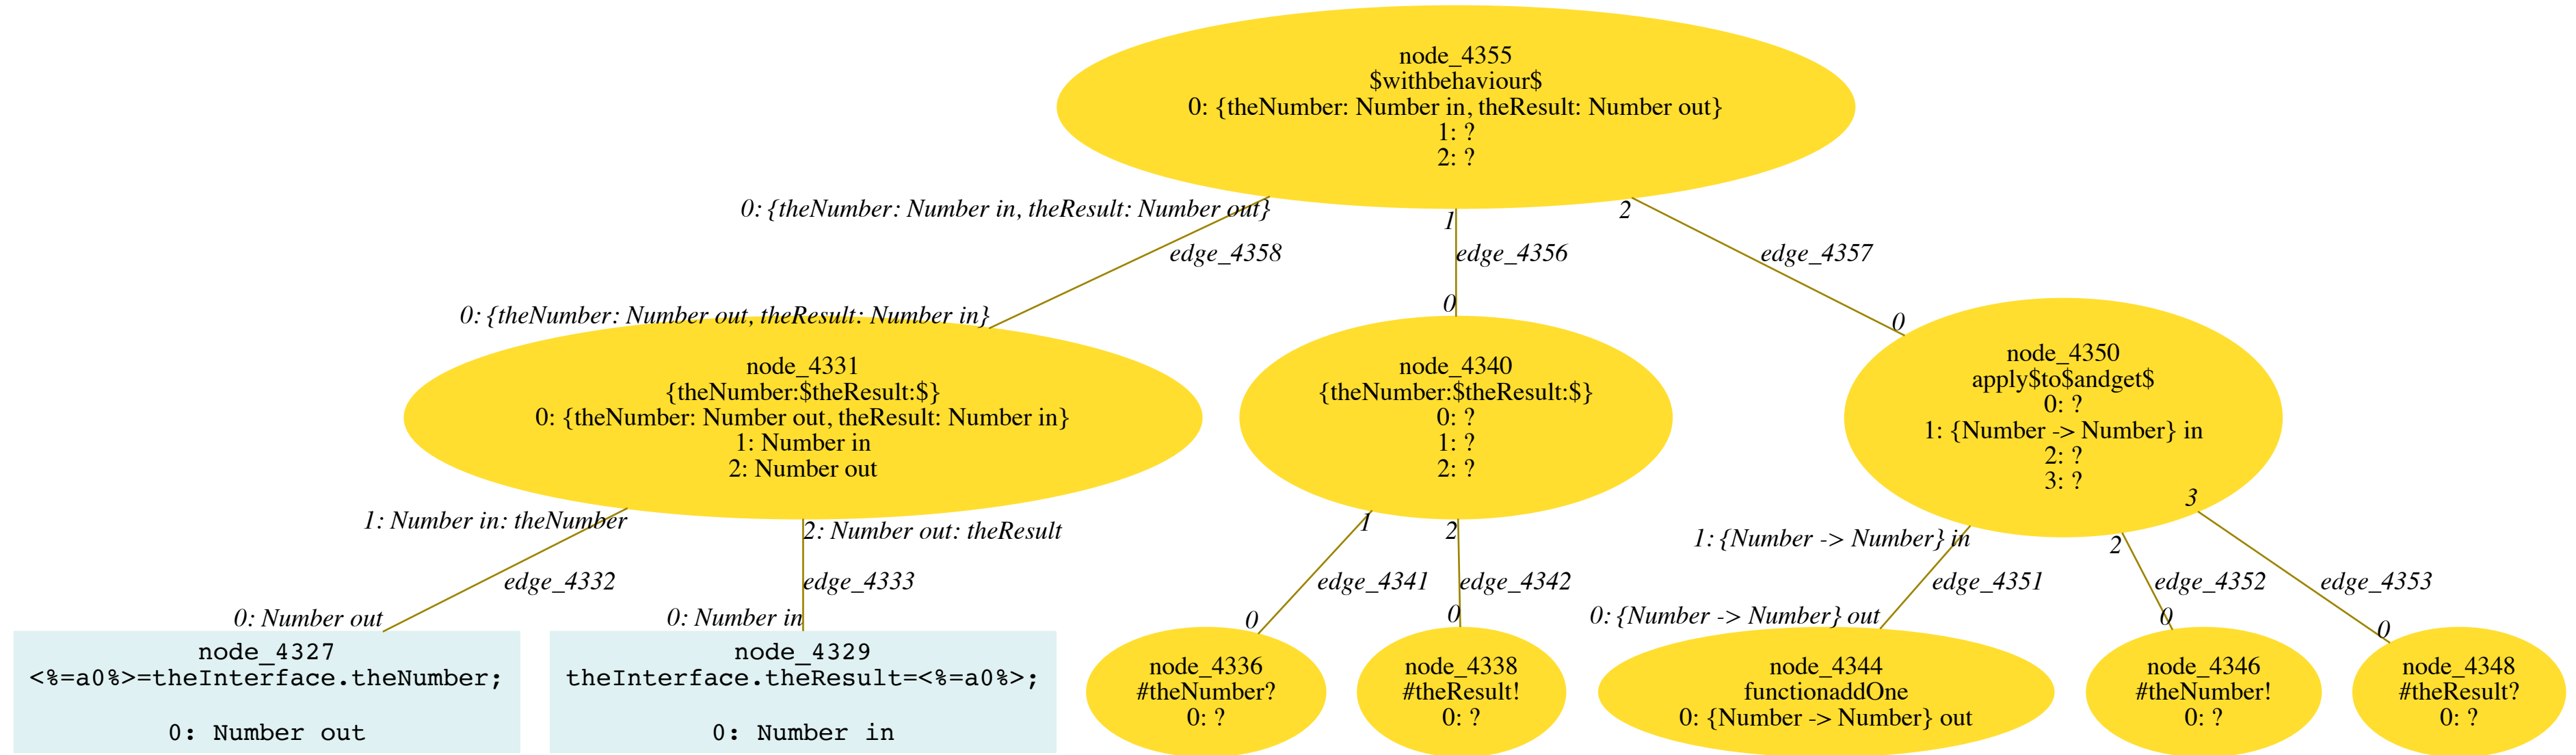 node_4355
$withbehaviour$
0: {theNumber: Number in, theResult: Number out}
1: ?
2: ?
0: {theNumber: Number in, theResult: Number out}
1
2
edge_4358
edge_4356
edge_4357
0: {theNumber: Number out, theResult: Number in}
0
0
node_4331
{theNumber:$theResult:$}
0: {theNumber: Number out, theResult: Number in}
1: Number in
2: Number out
node_4340
{theNumber:$theResult:$}
0: ?
1: ?
2: ?
node_4350
apply$to$andget$
0: ?
1: {Number -> Number} in
2: ?
3: ?
1: Number in: theNumber
2: Number out: theResult
1
2
1: {Number -> Number} in
2
3
edge_4332
edge_4333
edge_4341
edge_4342
edge_4351
edge_4352
edge_4353
0: Number out
0: Number in
0
0
0: {Number -> Number} out
0
0
node_4327
<%=a0%>=theInterface.theNumber;
0: Number out
node_4329
theInterface.theResult=<%=a0%>;
0: Number in
node_4336
#theNumber?
0: ?
node_4338
#theResult!
0: ?
node_4344
functionaddOne
0: {Number -> Number} out
node_4346
#theNumber!
0: ?
node_4348
#theResult?
0: ?